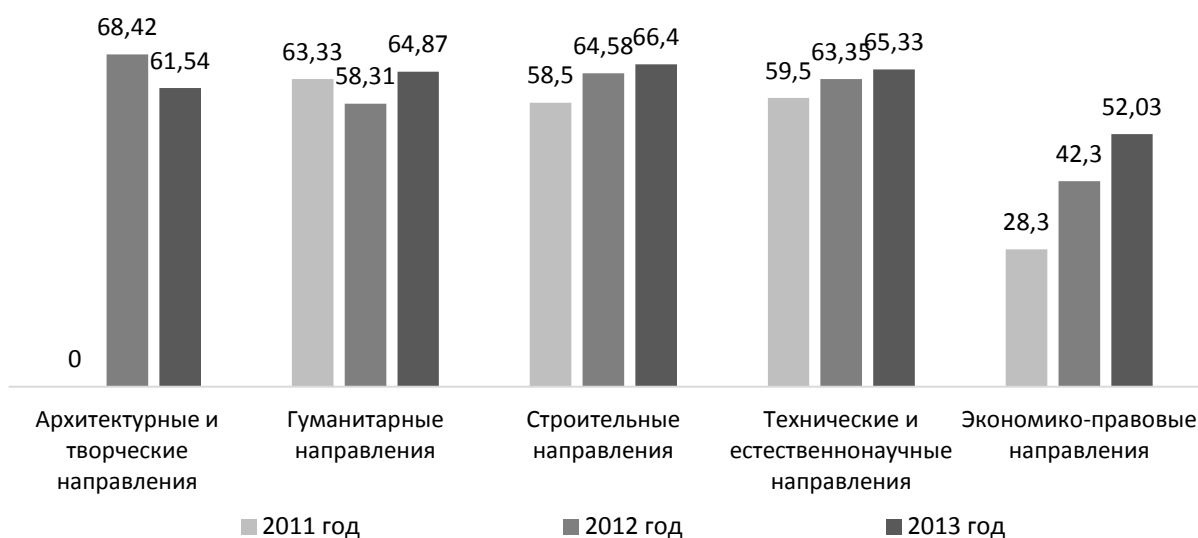 68,42
61,54
0
63,33
58,31
64,87
58,5
64,58
66,4
59,5
63,35
65,33
28,3
42,3
52,03
Архитектурные и
творческие
направления
Гуманитарные
направления
Строительные
направления
Технические и
естественнонаучные
направления
Экономико-правовые
направления
2011 год
2012 год
2013 год